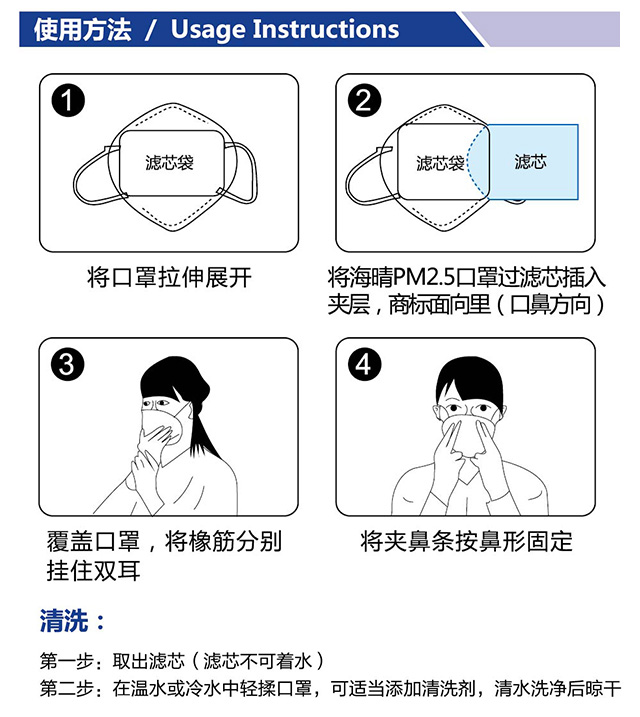 使用方法 / Usage Instructions
1
滤芯袋
将口罩拉伸展开
2
滤芯袋 滤芯
将海晴PM2.5口罩过滤芯插入
夹层，商标面向里（口鼻方向）
3
覆盖口罩，将橡筋分别
挂住双耳
4
将夹鼻条按鼻形固定
清洗：
第一步：取出滤芯（滤芯不可着水）
第二步：在温水或冷水中轻揉口罩，可适当添加清洗剂，清水洗净后晾干